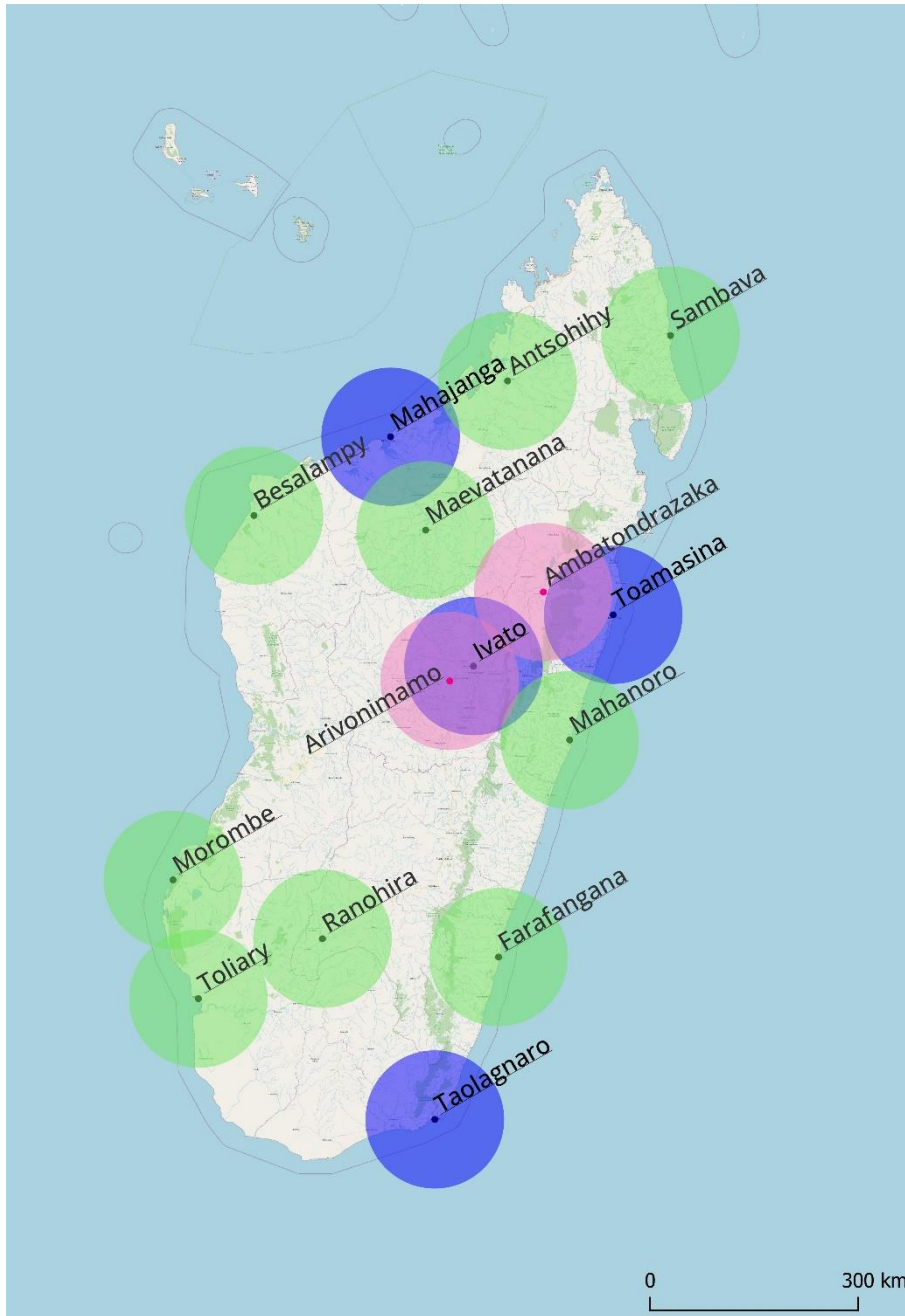 Sambava
Antsohihy
Mahajanga
Besalampy
Maevatanana
Ambatondrazaka
Toamasina
Ivato
Arivonimamo
Mahanoro
Morombe
Ranohira
Farafangana
Toliary
Taolagnaro
0 300 km